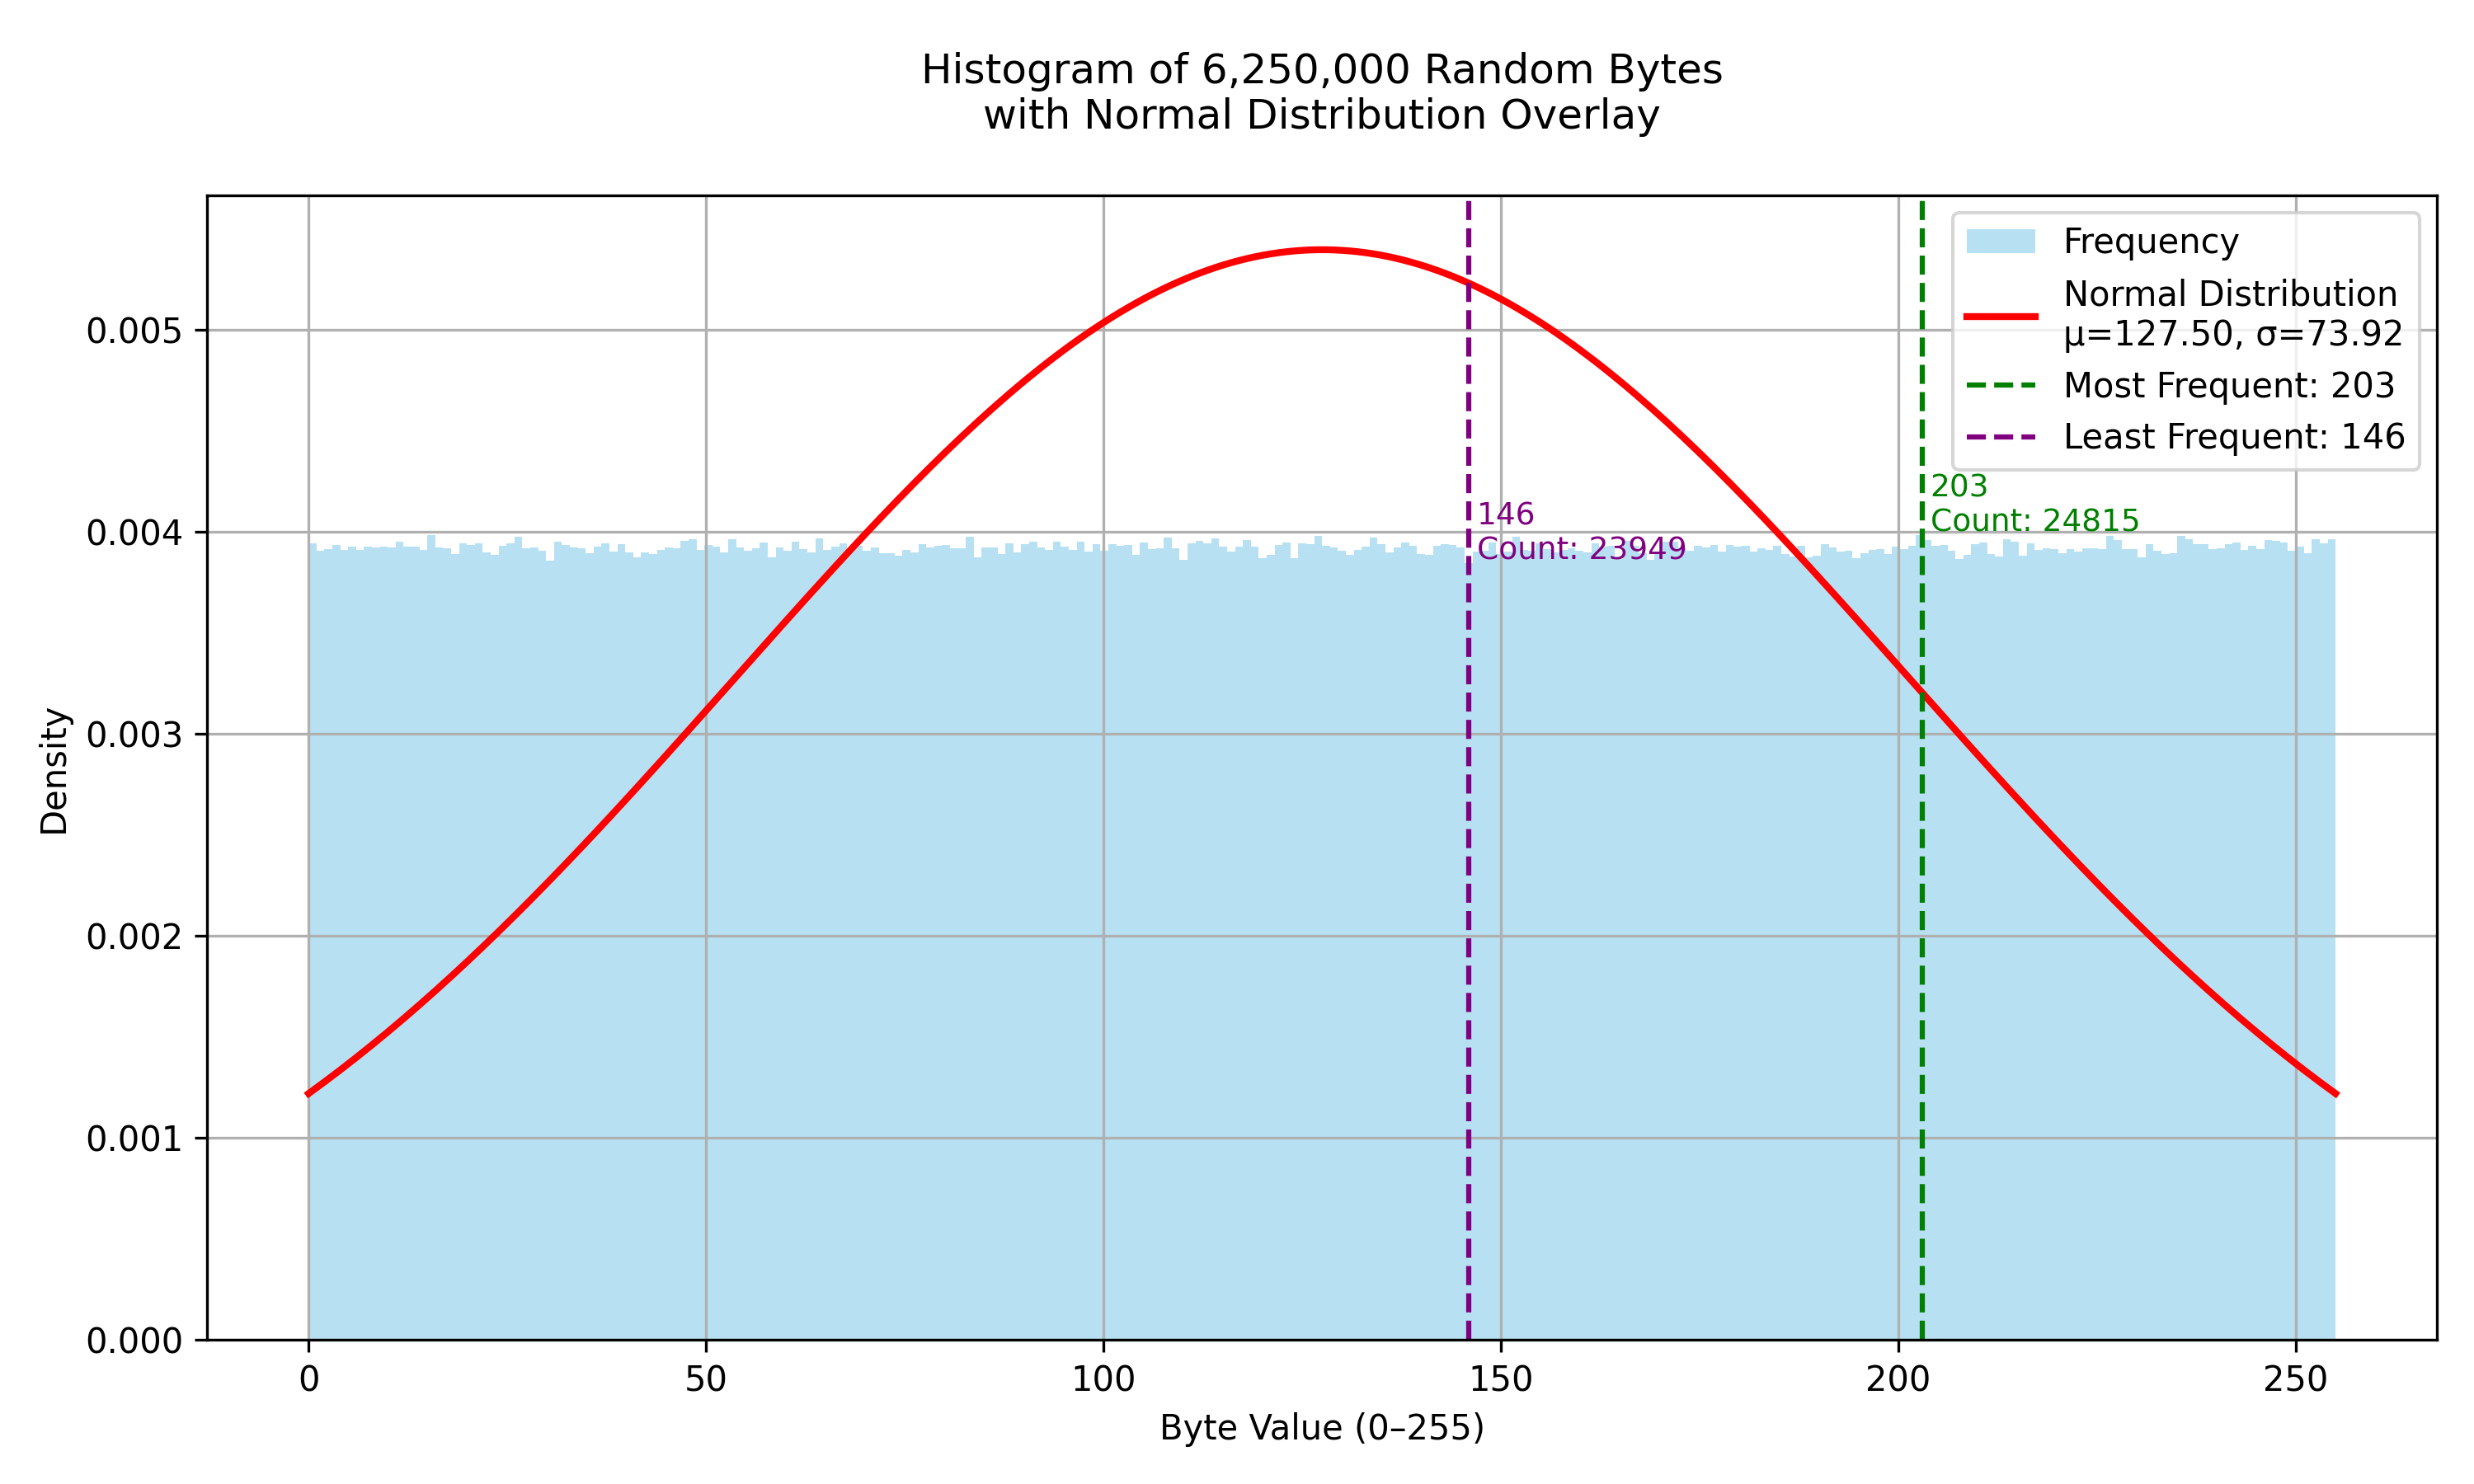 Histogram of 6,250,000 Random Bytes
with Normal Distribution Overlay
Frequency
Normal Distribution
μ=127.50, σ=73.92
Most Frequent: 203
Least Frequent: 146
203
Count: 24815
146
Count: 23949
Density
0.005
0.004
0.003
0.002
0.001
0.000
0
50
100
150
200
250
Byte Value (0–255)